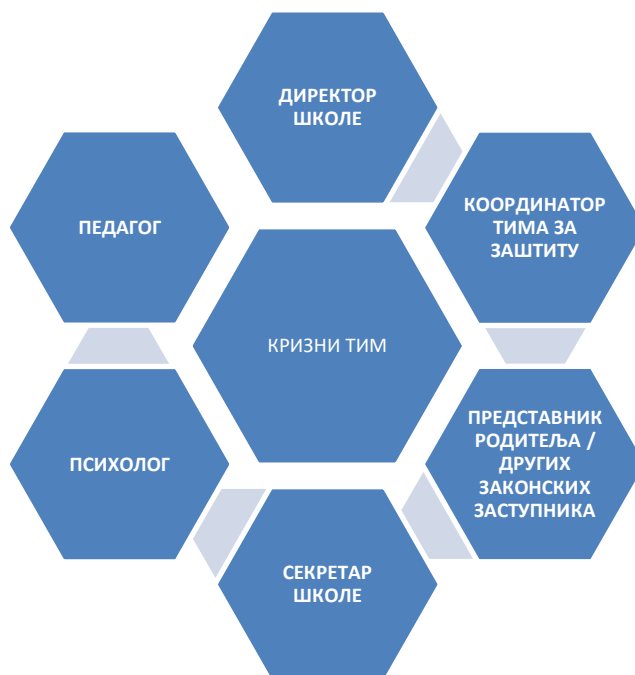 ДИРЕКТОР
ШКОЛЕ
КООРДИНАТОР
ТИМА ЗА
ЗАШТИТУ
ПРЕДСТАВНИК
РОДИТЕЉА /
ДРУГИХ
ЗАКОНСКИХ
ЗАСТУПНИКА
СЕКРЕТАР
ШКОЛЕ
ПСИХОЛОГ
ПЕДАГОГ
КРИЗНИ ТИМ